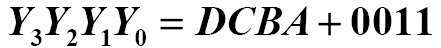 Y₃Y₂Y₁Y₀ = DCBA + 0011